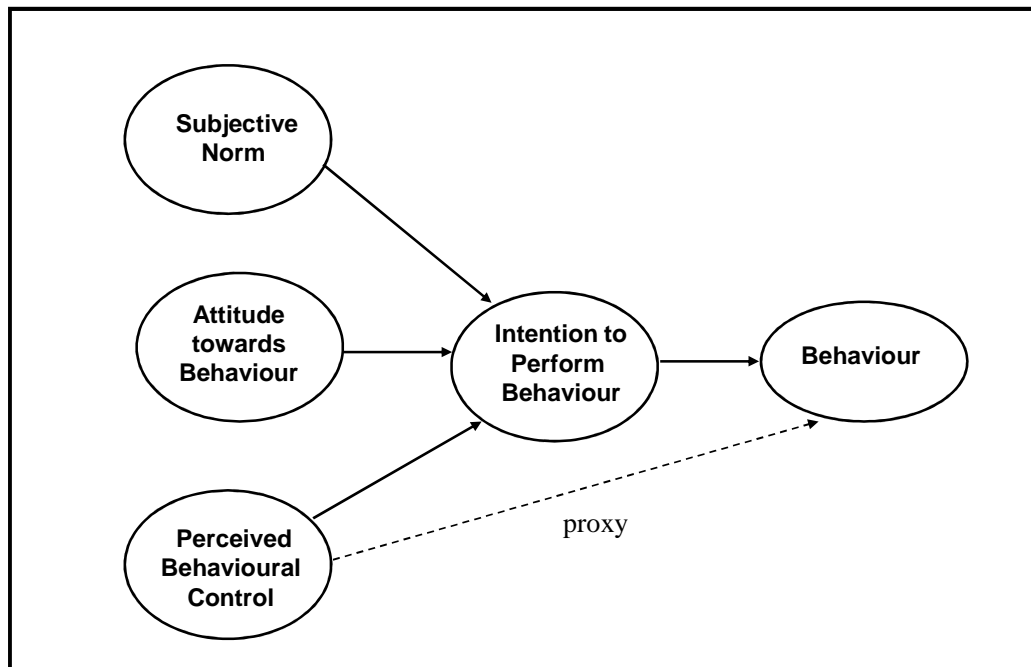 Subjective
Norm
Attitude
towards
Behaviour
Intention to
Perform
Behaviour
Behaviour
proxy
Perceived
Behavioural
Control